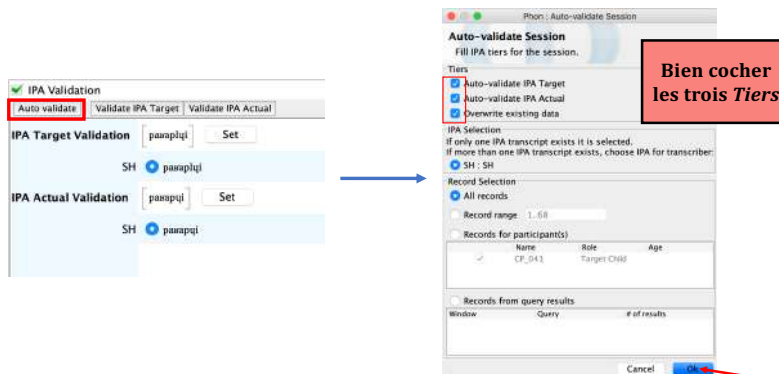 IPA Validation
Auto validate Validate IPA Target Validate IPA Actual
IPA Target Validation [paʁaplɥi] Set
SH paʁaplɥi
IPA Actual Validation [paʁapɥi] Set
SH paʁapɥi
Phon : Auto-validate Session
Auto-validate Session
Fill IPA tiers for the session.
Tiers
Auto-validate IPA Target
Auto-validate IPA Actual
Overwrite existing data
IPA Selection
If only one IPA transcript exists it is selected.
If more than one IPA transcript exists, choose IPA for transcriber:
SH : SH
Record Selection
All records
Record range 1..68
Records for participant(s)
Name Role Age
CP_041 Target Child
Records from query results
Window Query # of results
Cancel Ok
Bien cocher
les trois Tiers